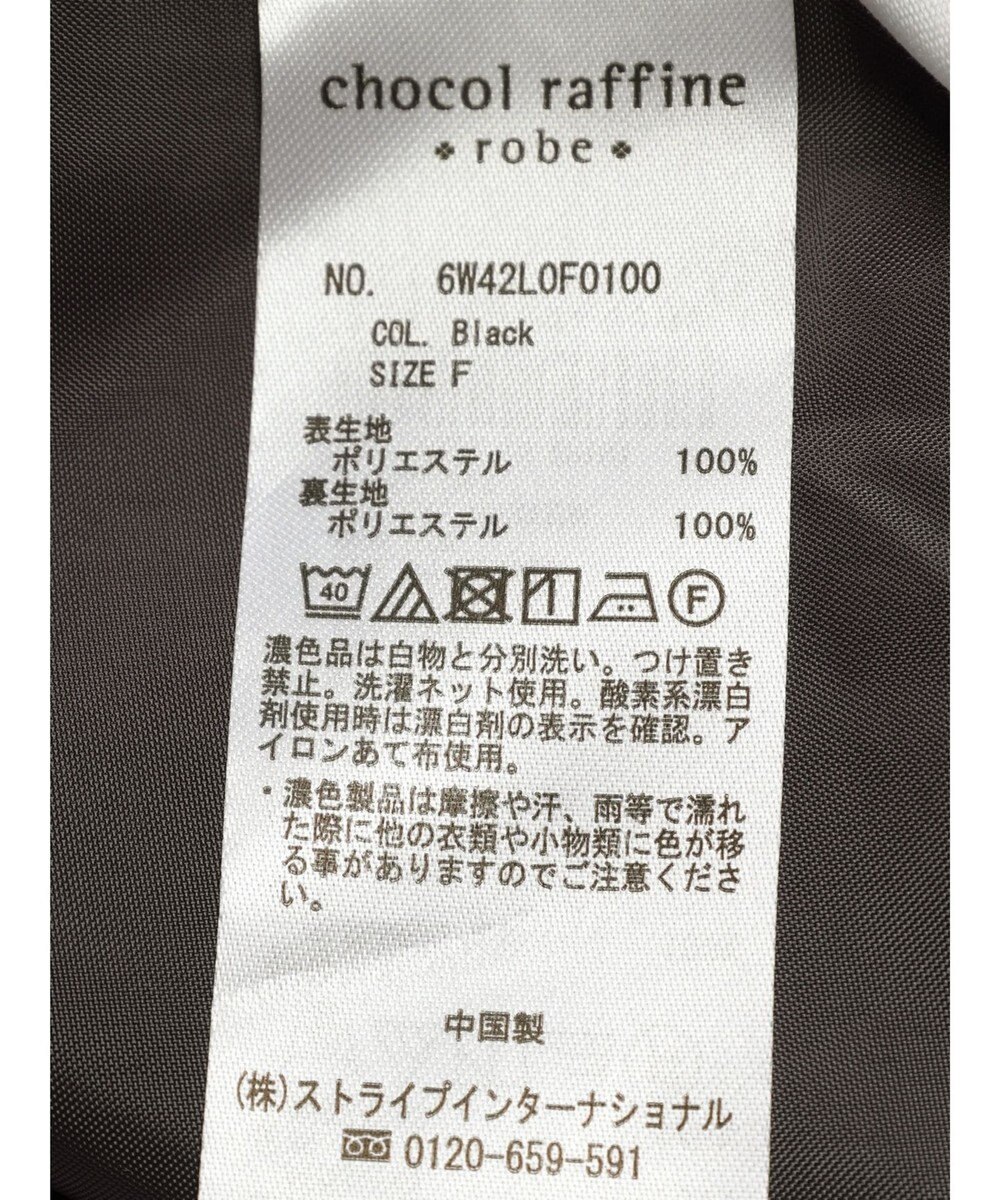 chocol raffine
robe
NO. 6W42L0F0100
COL. Black
SIZE F
表生地
ポリエステル 100%
裏生地
ポリエステル 100%
40 F
濃色品は白物と分別洗い。つけ置き
禁止。洗濯ネット使用。酸素系漂白
剤使用時は漂白剤の表示を確認。ア
イロンあて布使用。
・濃色製品は摩擦や汗、雨等で濡れ
た際に他の衣類や小物類に色が移
る事がありますのでご注意くださ
い。
中国製
(株)ストライプインターナショナル
0120-659-591